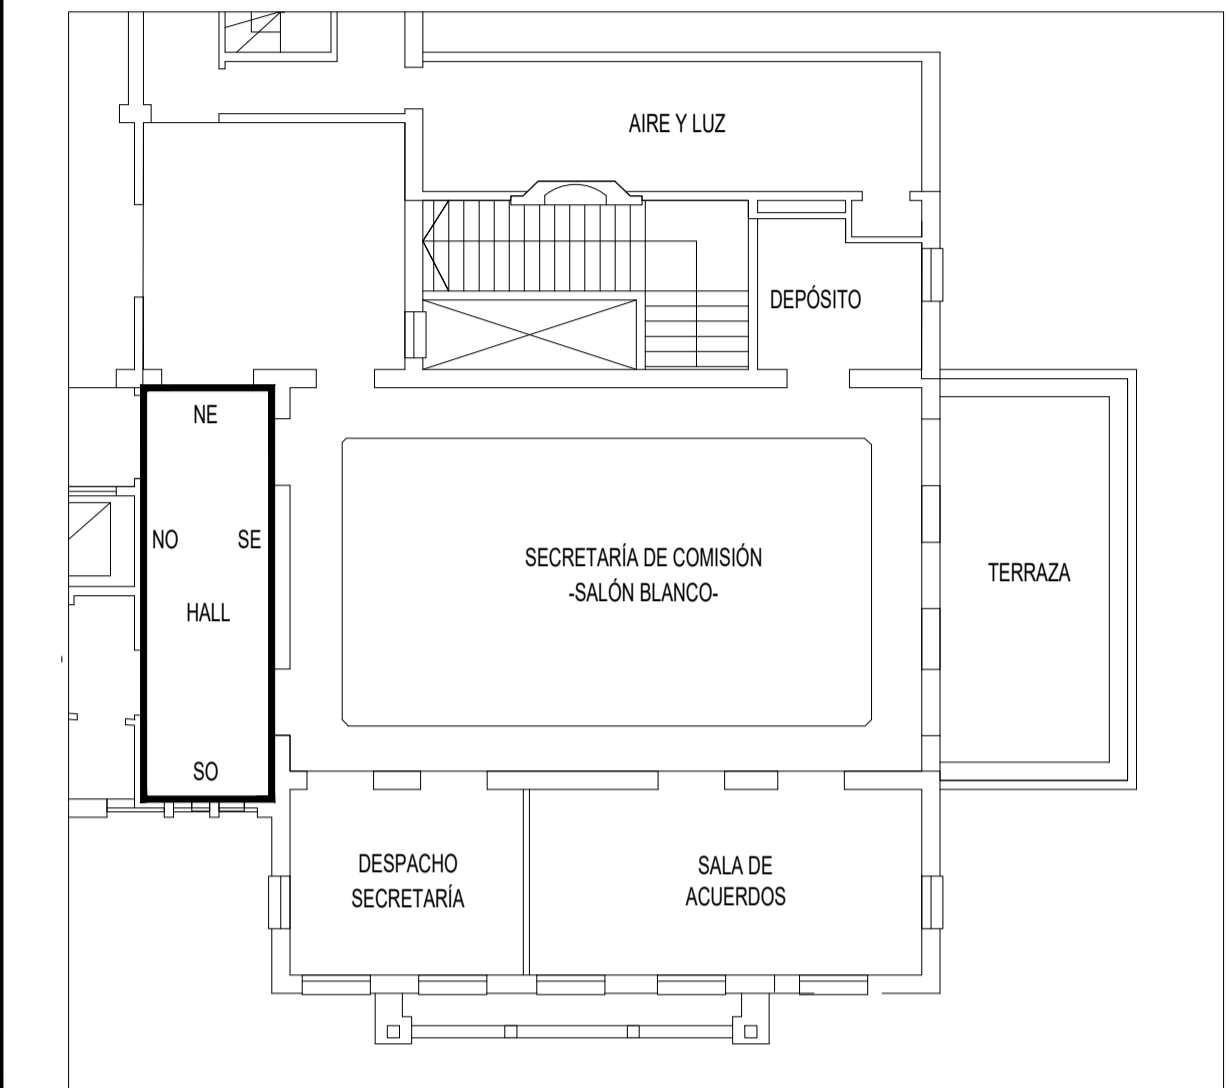 AIRE Y LUZ
DEPÓSITO
NE
NO
SE
HALL
SO
SECRETARÍA DE COMISIÓN
-SALÓN BLANCO-
TERRAZA
DESPACHO
SECRETARÍA
SALA DE
ACUERDOS